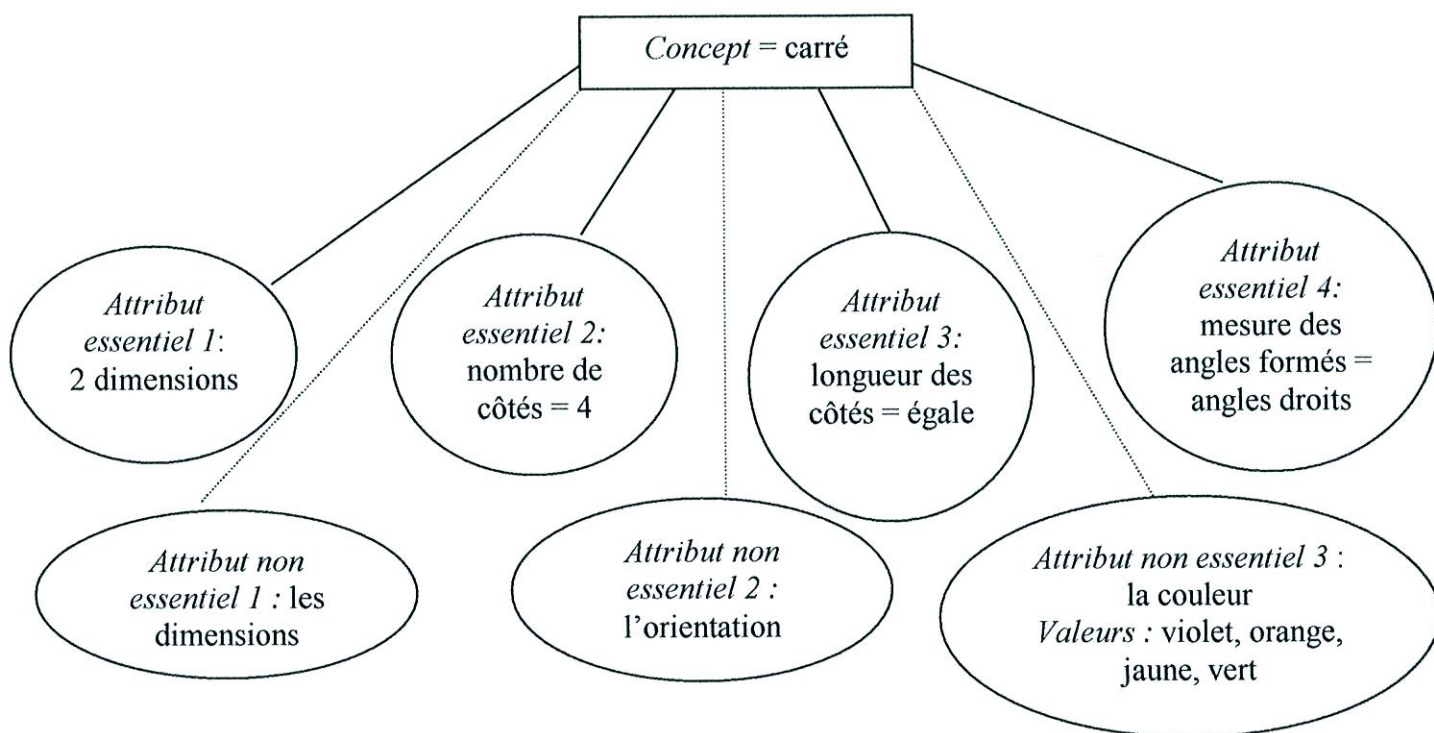 Concept = carré
Attribut
essentiel 1:
2 dimensions
Attribut
essentiel 2:
nombre de
côtés = 4
Attribut
essentiel 3:
longueur des
côtés = égale
Attribut
essentiel 4:
mesure des
angles formés =
angles droits
Attribut non
essentiel 1 : les
dimensions
Attribut non
essentiel 2 :
l'orientation
Attribut non essentiel 3 :
la couleur
Valeurs : violet, orange,
jaune, vert